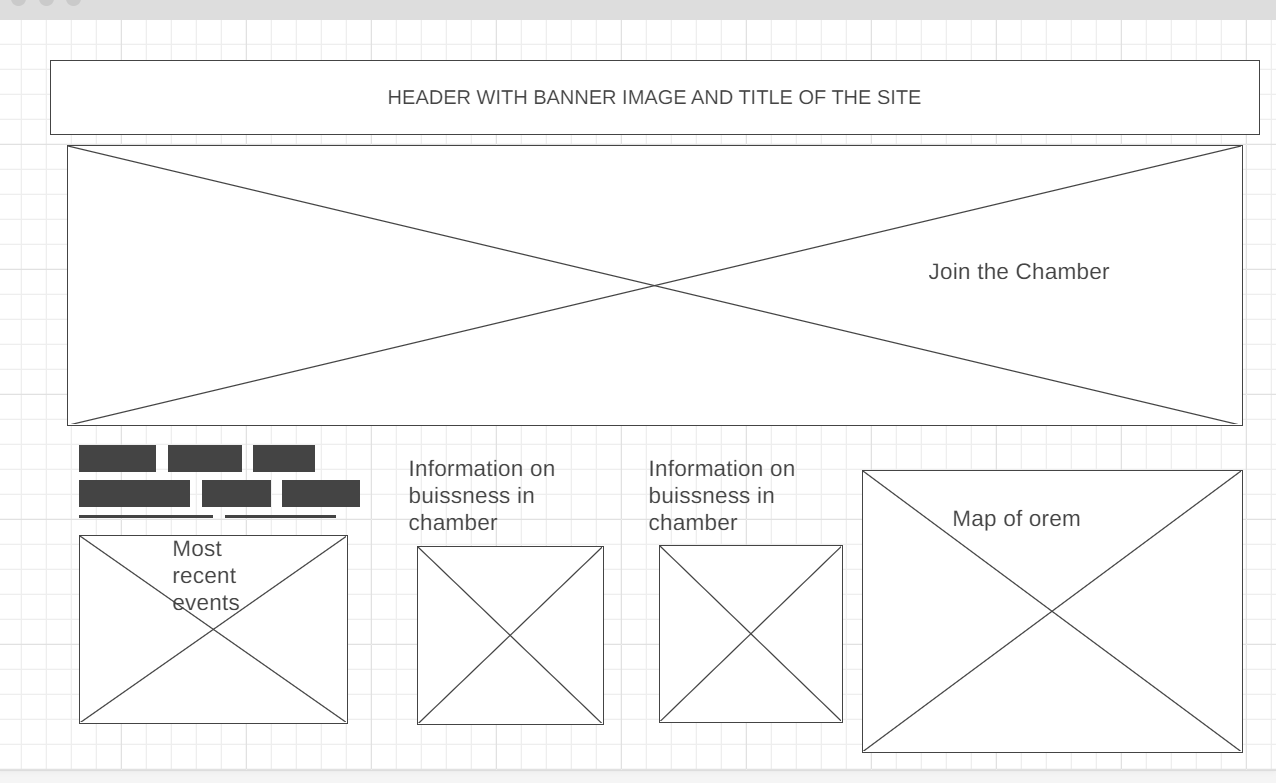 HEADER WITH BANNER IMAGE AND TITLE OF THE SITE
Join the Chamber
Most
recent
events
Information on
buissness in
chamber
Information on
buissness in
chamber
Map of orem